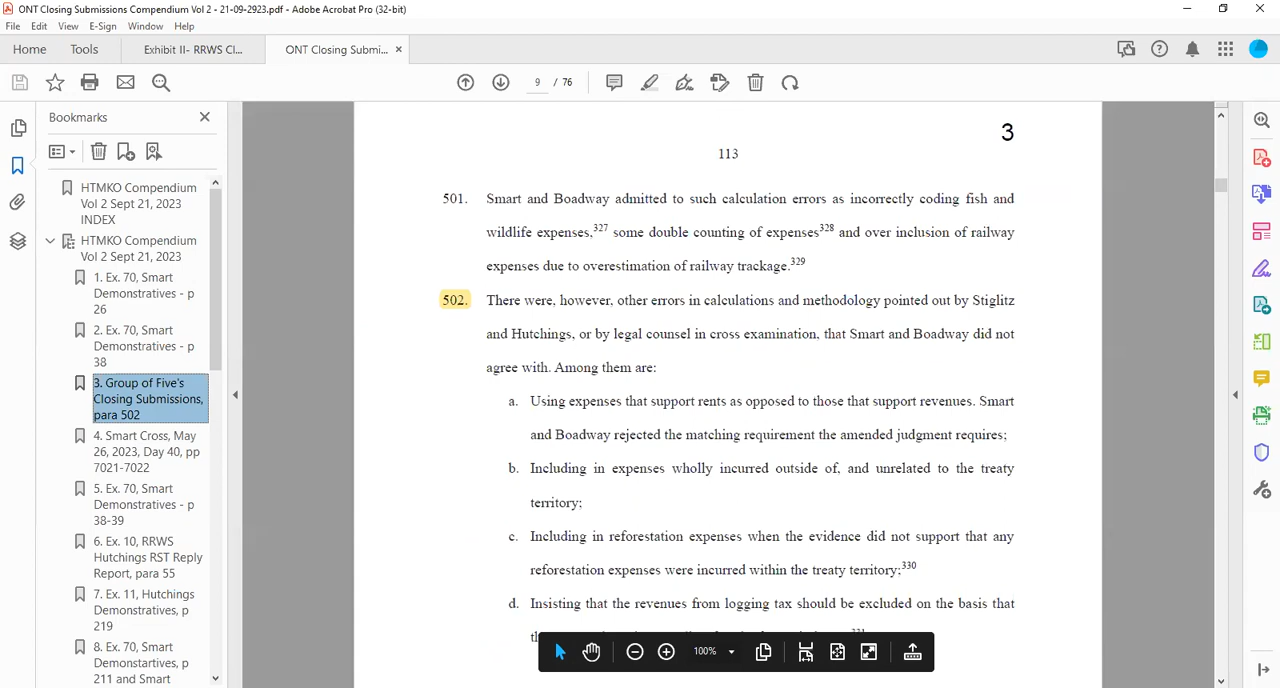 ONT Closing Submissions Compendium Vol 2 - 21-09-2923.pdf - Adobe Acrobat Pro (32-bit)
File Edit View E-Sign Window Help
Home Tools Exhibit II- RRWS Cl... ONT Closing Submi... ×
9 / 76
Bookmarks
HTMKO Compendium
Vol 2 Sept 21, 2023
INDEX
HTMKO Compendium
Vol 2 Sept 21, 2023
1. Ex. 70, Smart
Demonstratives - p
26
2. Ex. 70, Smart
Demonstratives - p
38
3. Group of Five's
Closing Submissions,
para 502
4. Smart Cross, May
26, 2023, Day 40, pp
7021-7022
5. Ex. 70, Smart
Demonstratives - p
38-39
6. Ex. 10, RRWS
Hutchings RST Reply
Report, para 55
7. Ex. 11, Hutchings
Demonstratives, p
219
8. Ex. 70, Smart
Demonstartives, p
211 and Smart
3
113
501. Smart and Boadway admitted to such calculation errors as incorrectly coding fish and
wildlife expenses,327 some double counting of expenses328 and over inclusion of railway
expenses due to overestimation of railway trackage.329
502. There were, however, other errors in calculations and methodology pointed out by Stiglitz
and Hutchings, or by legal counsel in cross examination, that Smart and Boadway did not
agree with. Among them are:
a. Using expenses that support rents as opposed to those that support revenues. Smart
and Boadway rejected the matching requirement the amended judgment requires;
b. Including in expenses wholly incurred outside of, and unrelated to the treaty
territory;
c. Including in reforestation expenses when the evidence did not support that any
reforestation expenses were incurred within the treaty territory;330
d. Insisting that the revenues from logging tax should be excluded on the basis that
100%